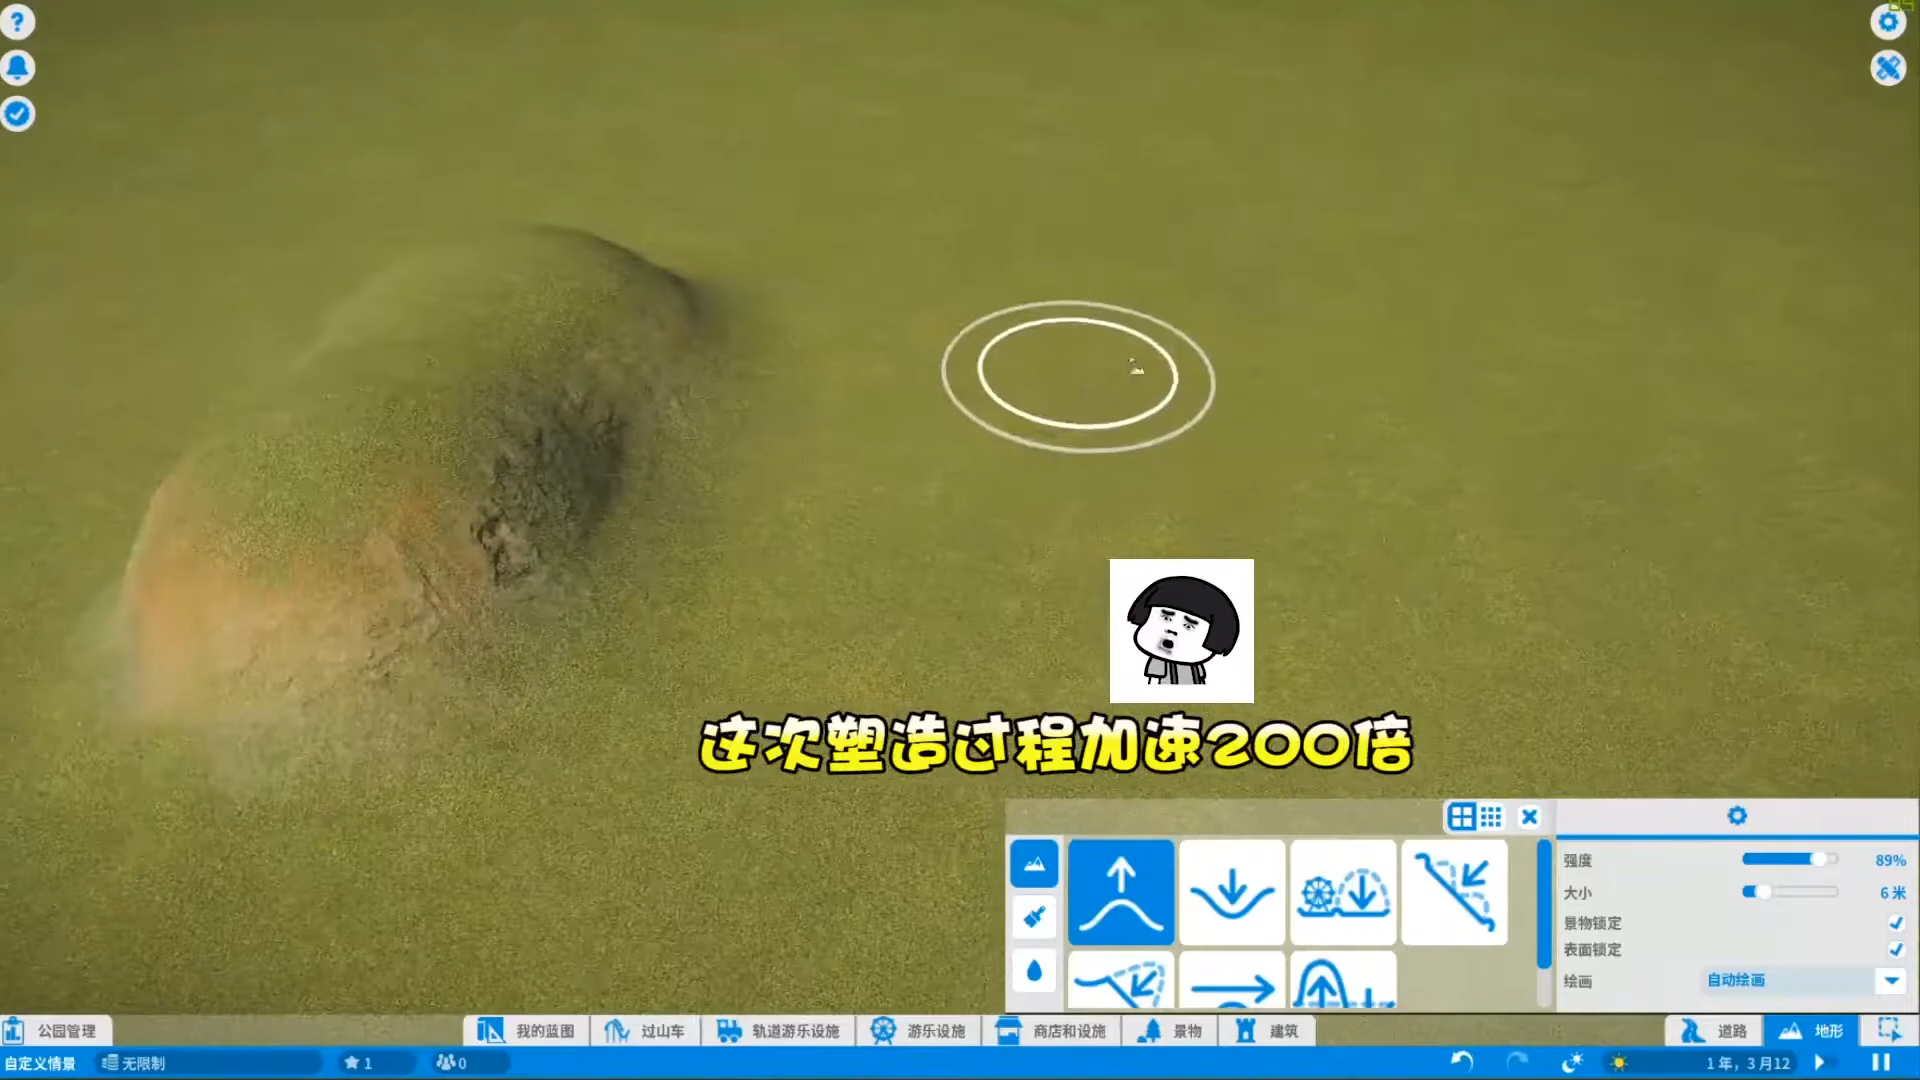 这次塑造过程加速200倍
强度
89%
大小
6 米
景物锁定
表面锁定
绘画
自动绘画
公园管理
我的蓝图
过山车
轨道游乐设施
游乐设施
商店和设施
景物
建筑
道路
地形
自定义情景
无限制
1
0
1 年，3 月12